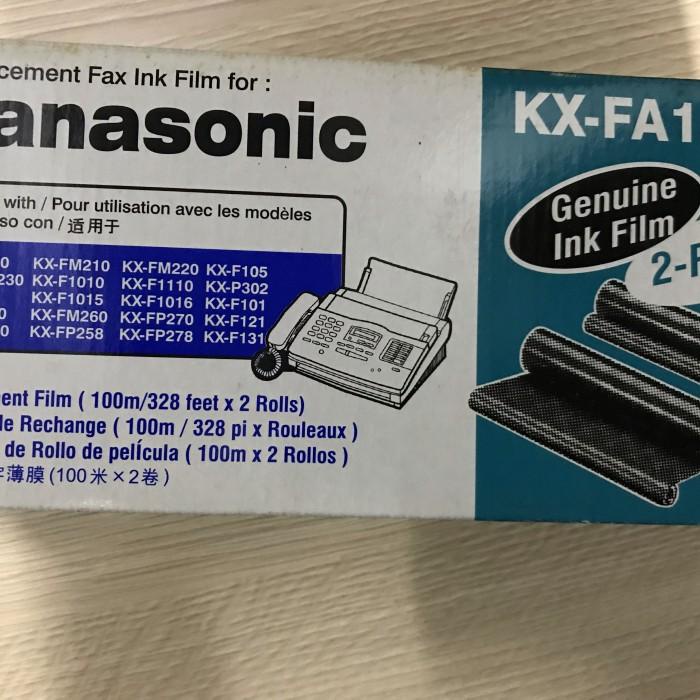 cement Fax Ink Film for :
anasonic
with / Pour utilisation avec les modèles
so con / 适用于
0 KX-FM210 KX-FM220 KX-F105
230 KX-F1010 KX-F1110 KX-P302
KX-F1015 KX-F1016 KX-F101
0 KX-FM260 KX-FP270 KX-F121
0 KX-FP258 KX-FP278 KX-F131
ent Film ( 100m/328 feet x 2 Rolls)
le Rechange ( 100m / 328 pi x Rouleaux )
de Rollo de película ( 100m x 2 Rollos )
字薄膜 (100 米 × 2 卷 )
KX-FA1
Genuine
Ink Film
2-